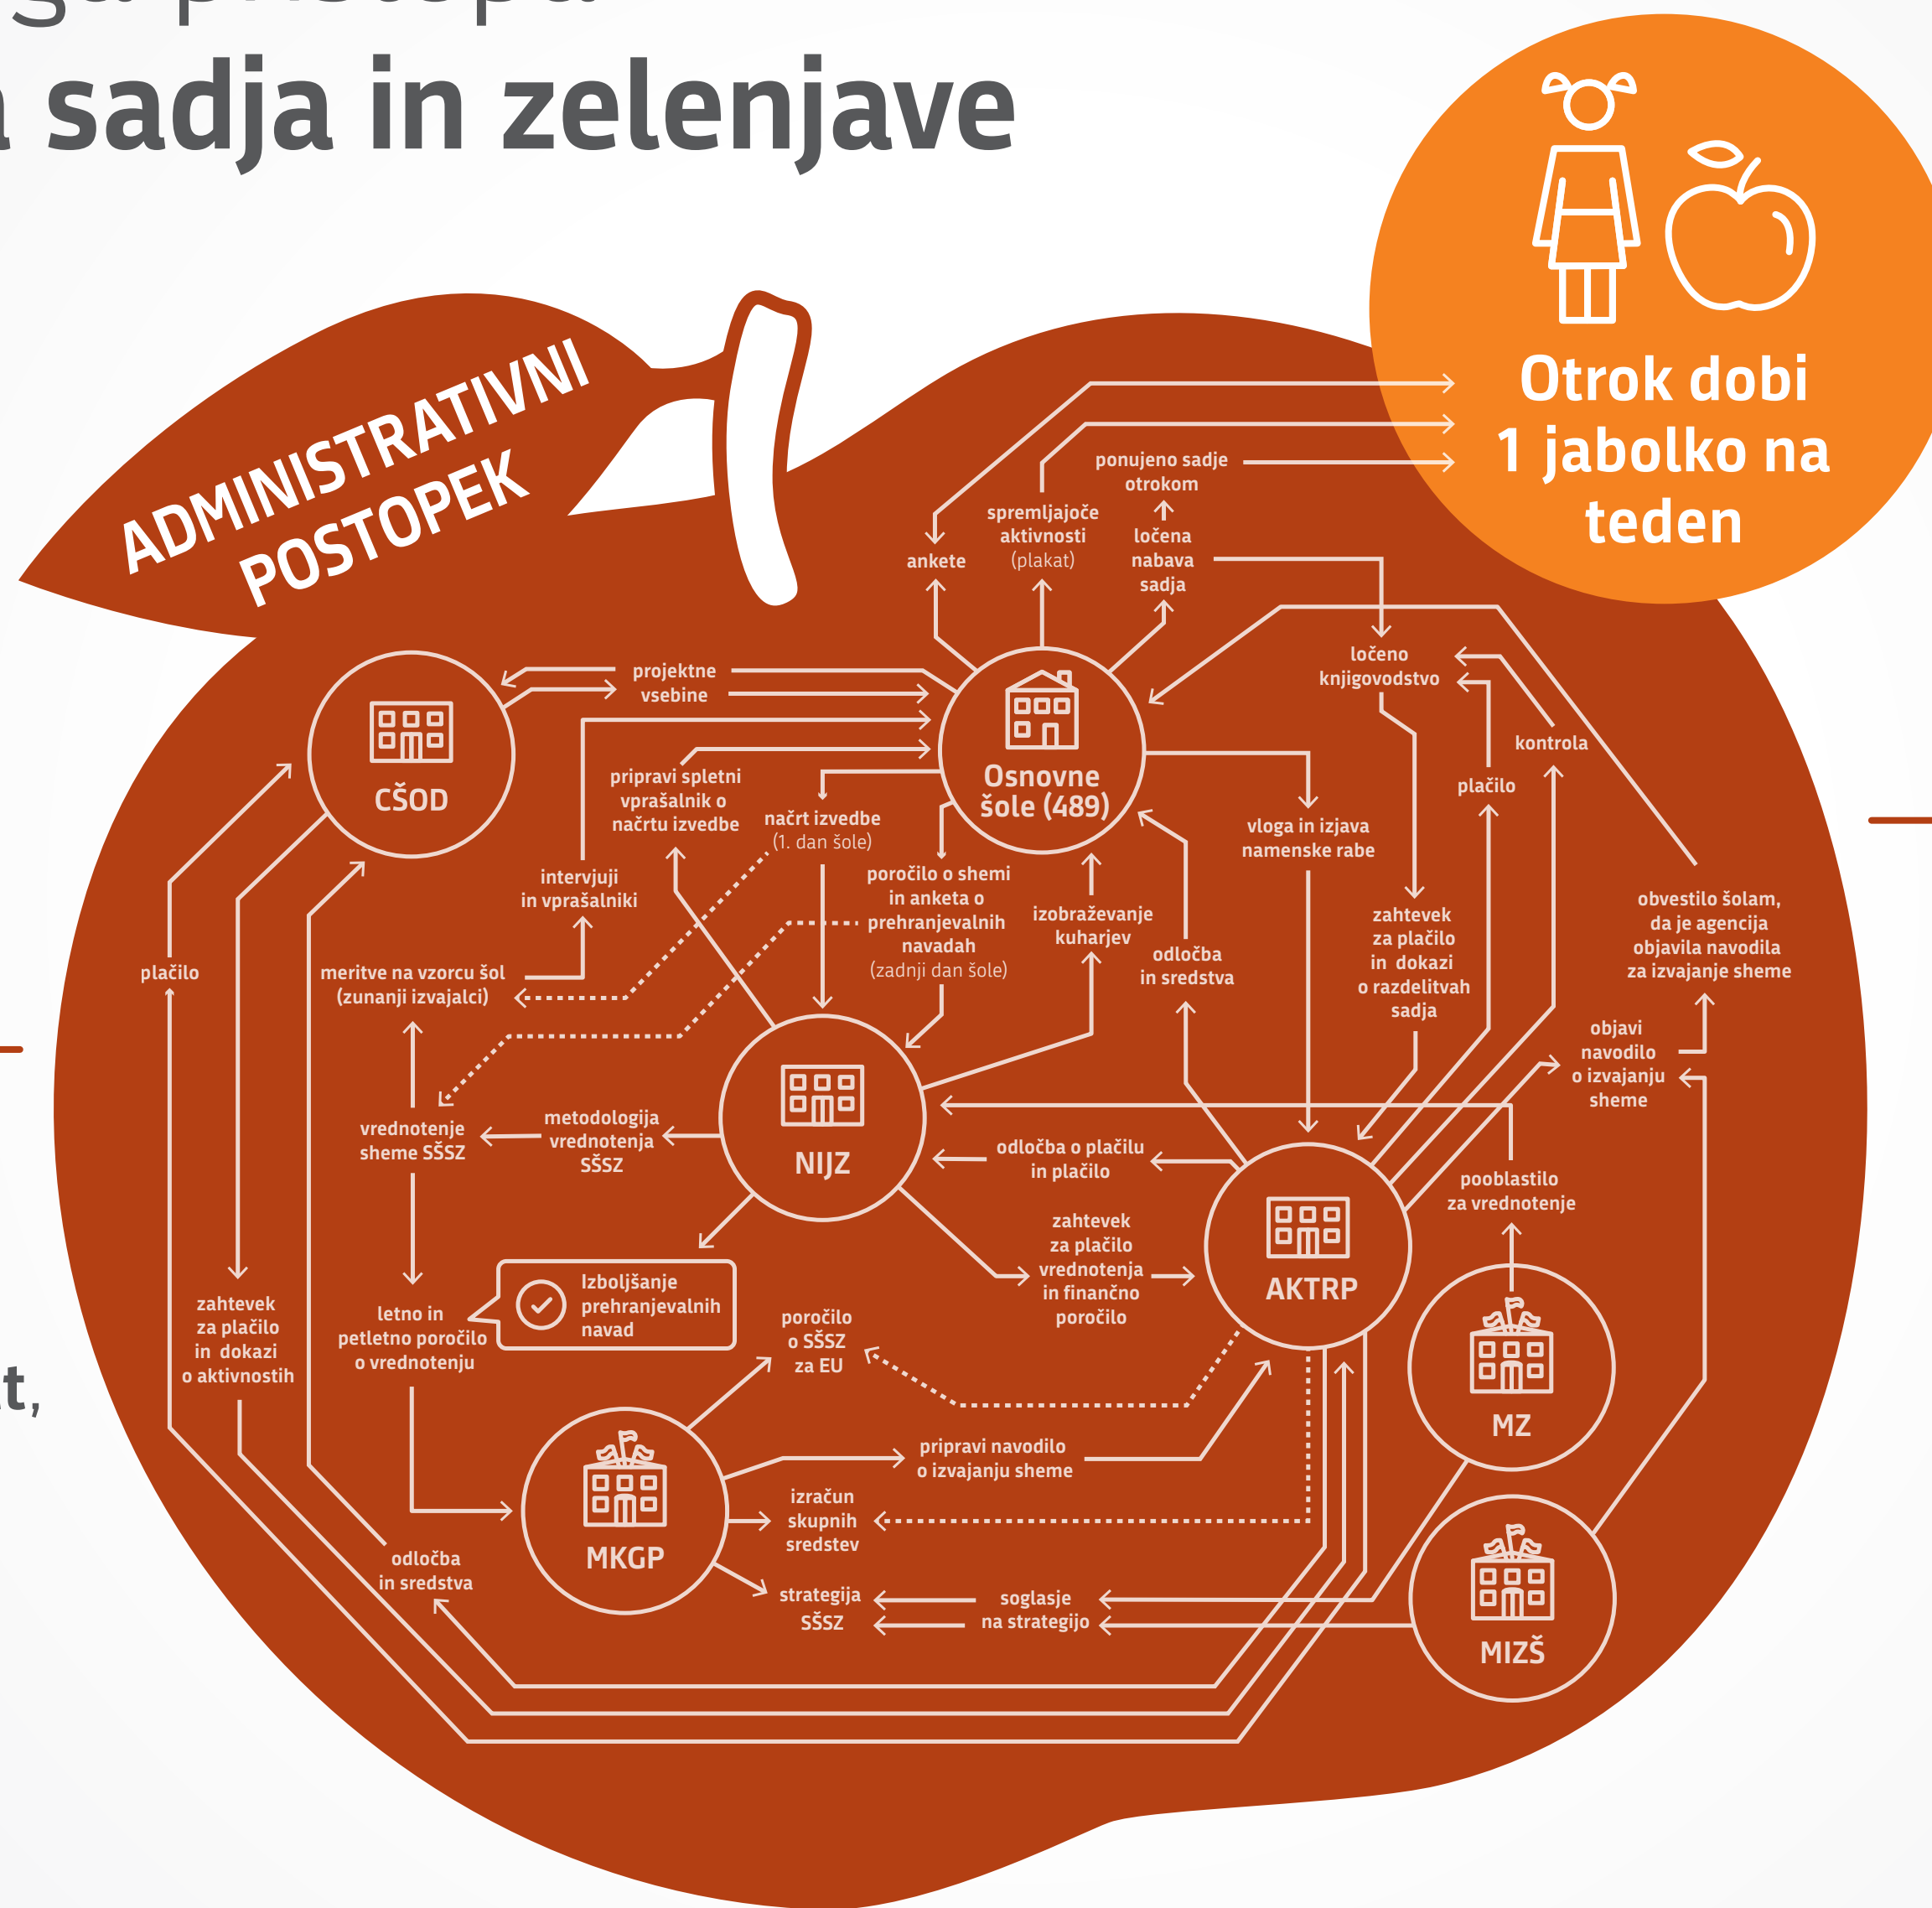 ga pristopa
a sadja in zelenjave
Otrok dobi
1 jabolko na
teden
ADMINISTRATIVNI
POSTOPEK
ponujeno sadje
otrokom
spremljajoče
aktivnosti
(plakat)
ločena
nabava
sadja
ankete
ločeno
knjigovodstvo
projektne
vsebine
kontrola
plačilo
CŠOD
Osnovne
šole (489)
pripravi spletni
vprašalnik o
načrtu izvedbe
načrt izvedbe
(1. dan šole)
vloga in izjava
namenske rabe
intervjuji
in vprašalniki
poročilo o shemi
in anketa o
prehranjevalnih
navadah
(zadnji dan šole)
izobraževanje
kuharjev
odločba
in sredstva
zahtevek
za plačilo
in dokazi
o razdelitvah
sadja
obvestilo šolam,
da je agencija
objavila navodila
za izvajanje sheme
plačilo
meritve na vzorcu šol
(zunanji izvajalci)
objavi
navodilo
o izvajanju
sheme
vrednotenje
sheme SŠSZ
metodologija
vrednotenja
SŠSZ
NIJZ
odločba o plačilu
in plačilo
pooblastilo
za vrednotenje
zahtevek
za plačilo
vrednotenja
in finančno
poročilo
AKTRP
zahtevek
za plačilo
in dokazi
o aktivnostih
letno in
petletno poročilo
o vrednotenju
Izboljšanje
prehranjevalnih
navad
poročilo
o SŠSZ
za EU
t,
MZ
pripravi navodilo
o izvajanju sheme
izračun
skupnih
sredstev
MKGP
odločba
in sredstva
strategija
SŠSZ
soglasje
na strategijo
MIZŠ